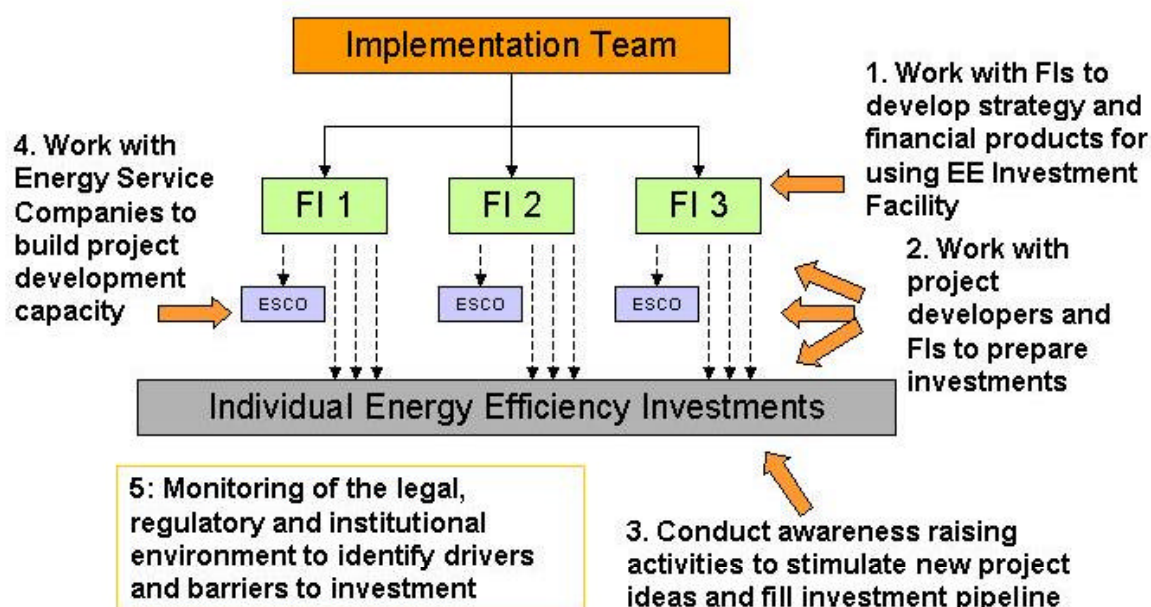 Implementation Team
1. Work with FIs to
develop strategy and
financial products for
using EE Investment
Facility
4. Work with
Energy Service
Companies to
build project
development
capacity
FI 1
FI 2
FI 3
2. Work with
project
developers and
FIs to prepare
investments
ESCO
ESCO
ESCO
Individual Energy Efficiency Investments
5: Monitoring of the legal,
regulatory and institutional
environment to identify drivers
and barriers to investment
3. Conduct awareness raising
activities to stimulate new project
ideas and fill investment pipeline